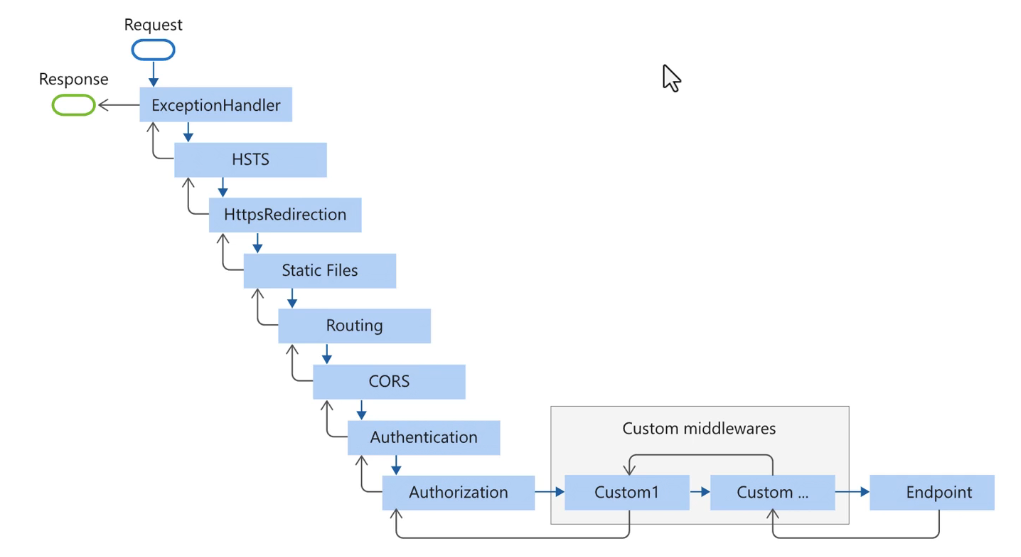 Request
Response
ExceptionHandler
HSTS
HttpsRedirection
Static Files
Routing
CORS
Authentication
Custom middlewares
Authorization
Custom1
Custom ...
Endpoint